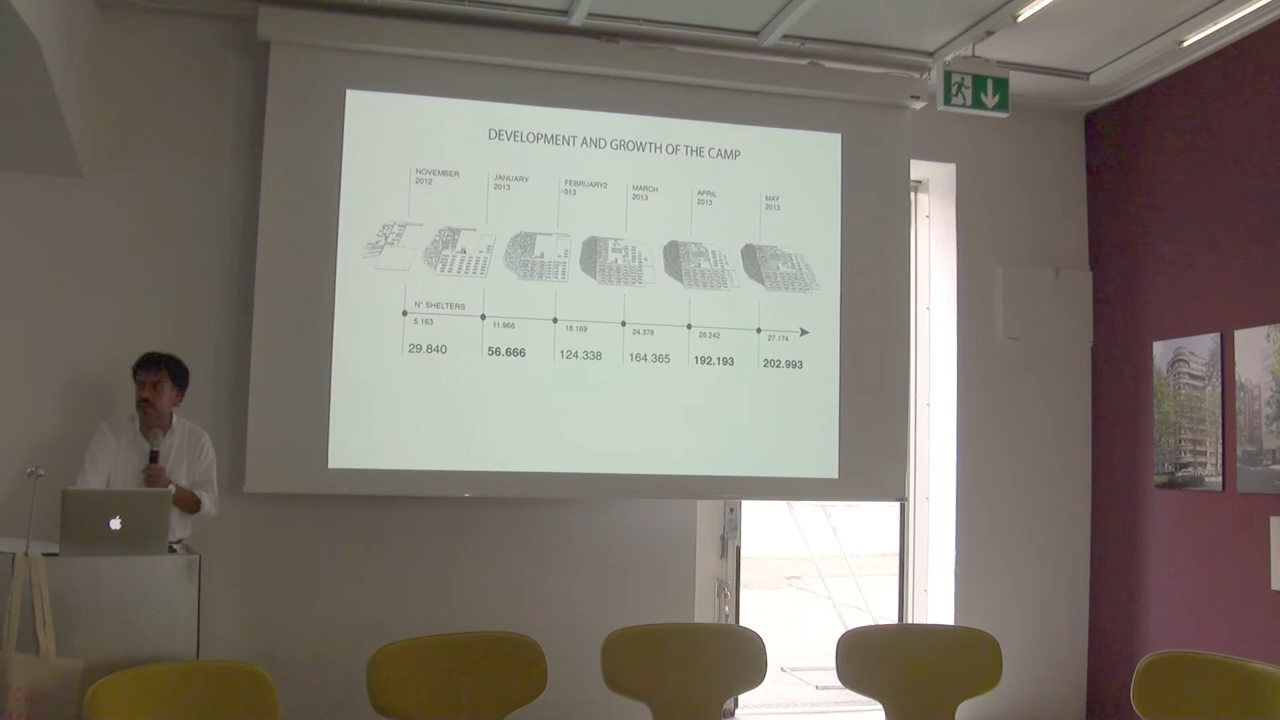 DEVELOPMENT AND GROWTH OF THE CAMP
NOVEMBER
2012
JANUARY
2013
FEBRUARY2
013
MARCH
2013
APRIL
2013
MAY
2013
N° SHELTERS
5.163
11.966
18.169
24.376
26.242
27.174
29.840
56.666
124.338
164.365
192.193
202.993